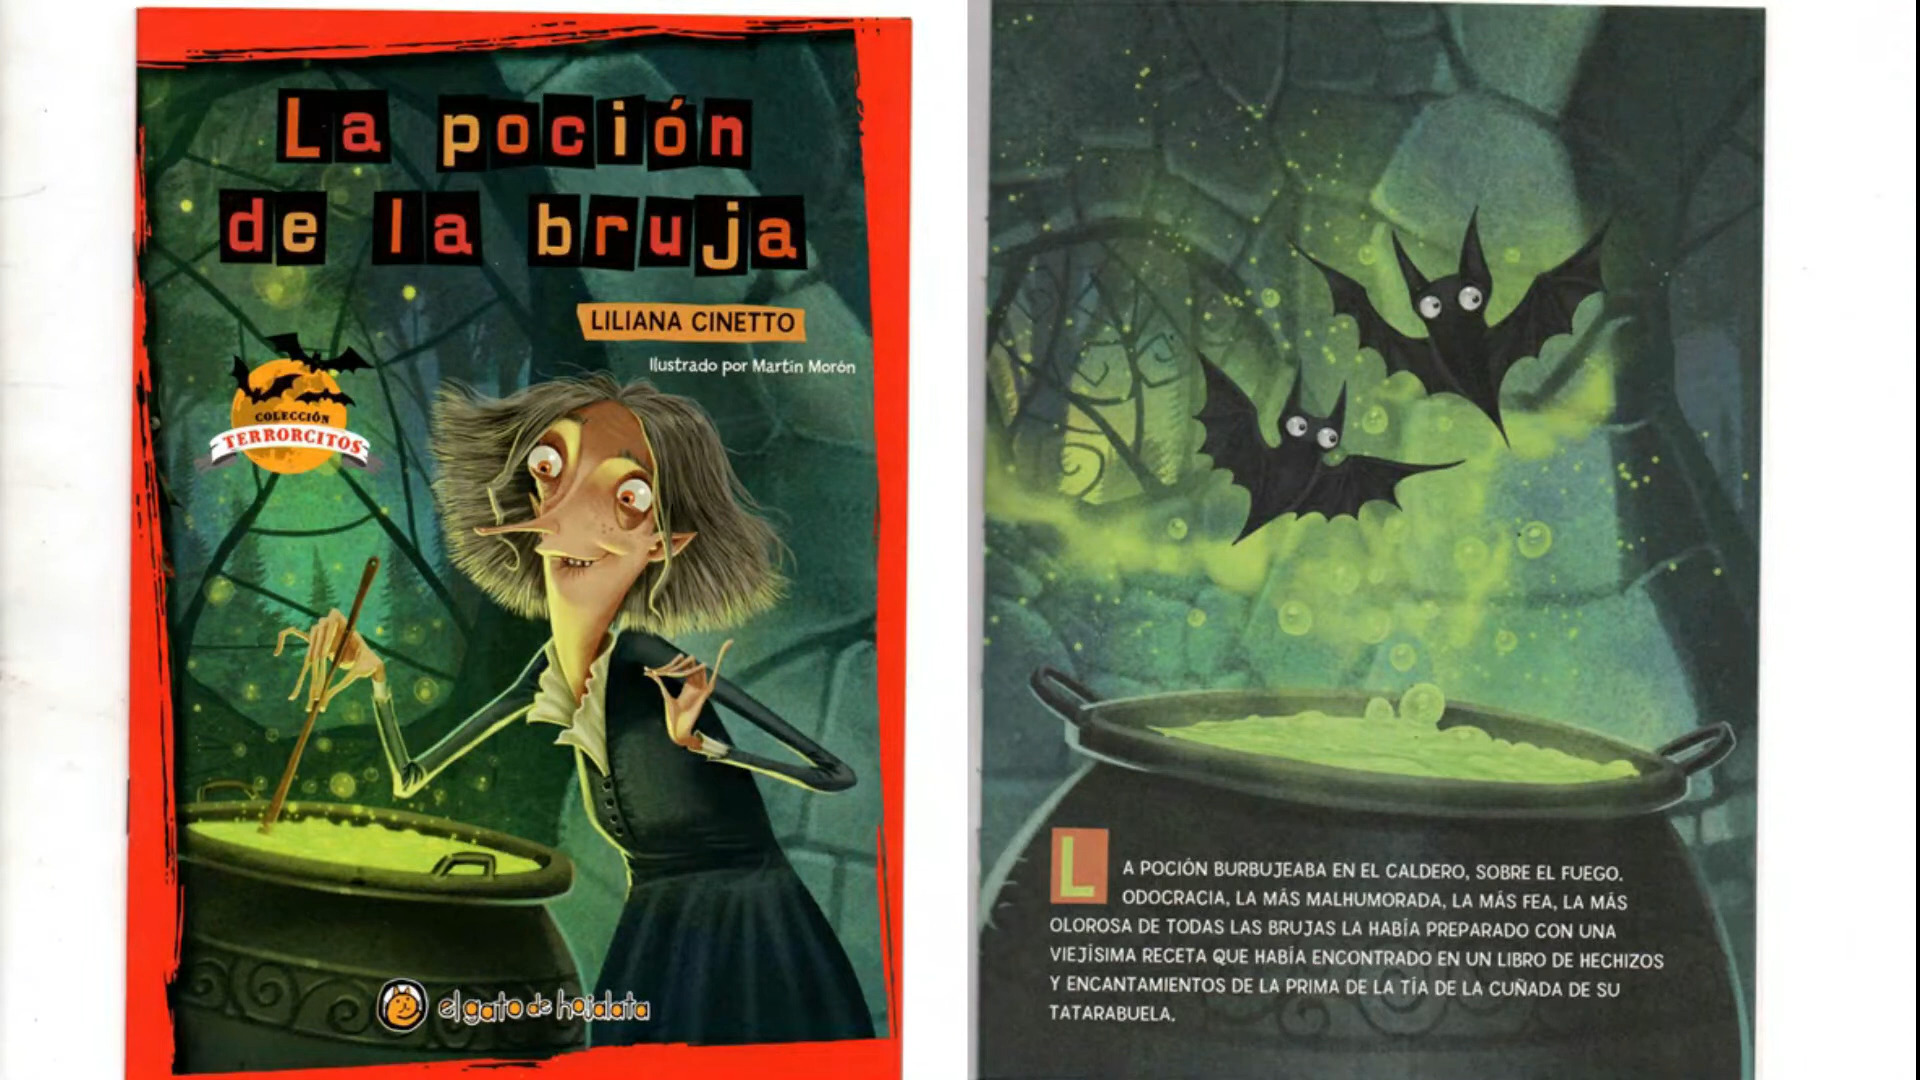 La poción
de la bruja
LILIANA CINETTO
Ilustrado por Martín Morón
COLECCIÓN
TERRORCITOS
el gato de hojalata
LA POCIÓN BURBUJEABA EN EL CALDERO, SOBRE EL FUEGO.
ODOCRACIA, LA MÁS MALHUMORADA, LA MÁS FEA, LA MÁS
OLOROSA DE TODAS LAS BRUJAS LA HABÍA PREPARADO CON UNA
VIEJÍSIMA RECETA QUE HABÍA ENCONTRADO EN UN LIBRO DE HECHIZOS
Y ENCANTAMIENTOS DE LA PRIMA DE LA TÍA DE LA CUÑADA DE SU
TATARABUELA.